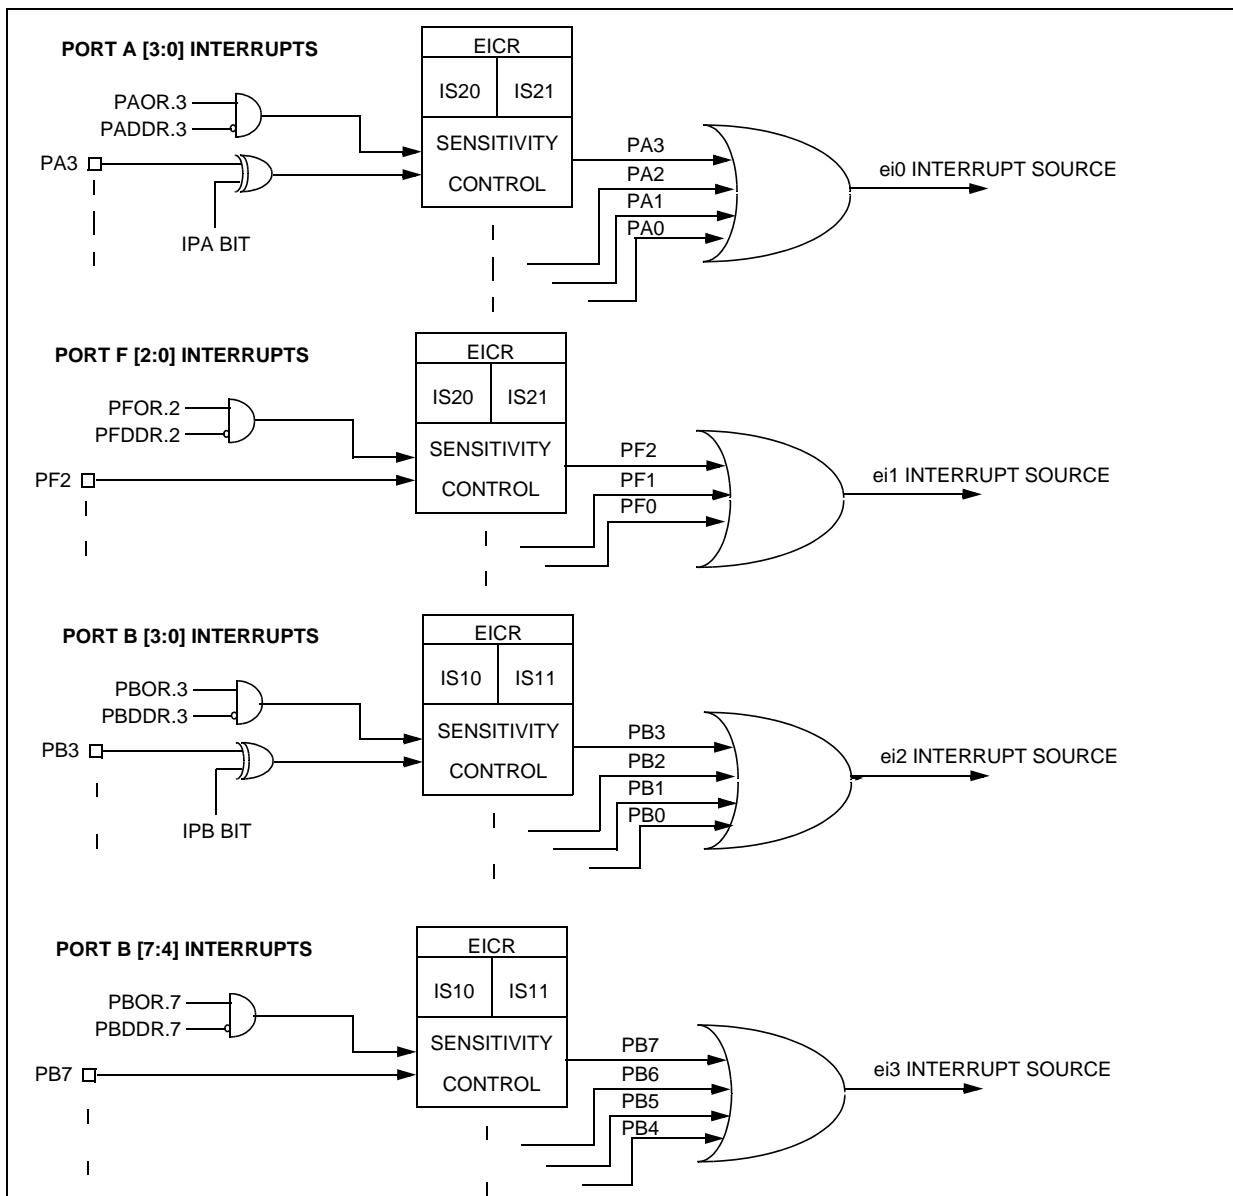 PORT A [3:0] INTERRUPTS
EICR
IS20 IS21
PAOR.3
PADDR.3
SENSITIVITY
CONTROL
PA3
IPA BIT
PA3
PA2
PA1
PA0
ei0 INTERRUPT SOURCE
PORT F [2:0] INTERRUPTS
EICR
IS20 IS21
PFOR.2
PFDDR.2
SENSITIVITY
CONTROL
PF2
PF2
PF1
PF0
ei1 INTERRUPT SOURCE
PORT B [3:0] INTERRUPTS
EICR
IS10 IS11
PBOR.3
PBDDR.3
SENSITIVITY
CONTROL
PB3
IPB BIT
PB3
PB2
PB1
PB0
ei2 INTERRUPT SOURCE
PORT B [7:4] INTERRUPTS
EICR
IS10 IS11
PBOR.7
PBDDR.7
SENSITIVITY
CONTROL
PB7
PB7
PB6
PB5
PB4
ei3 INTERRUPT SOURCE